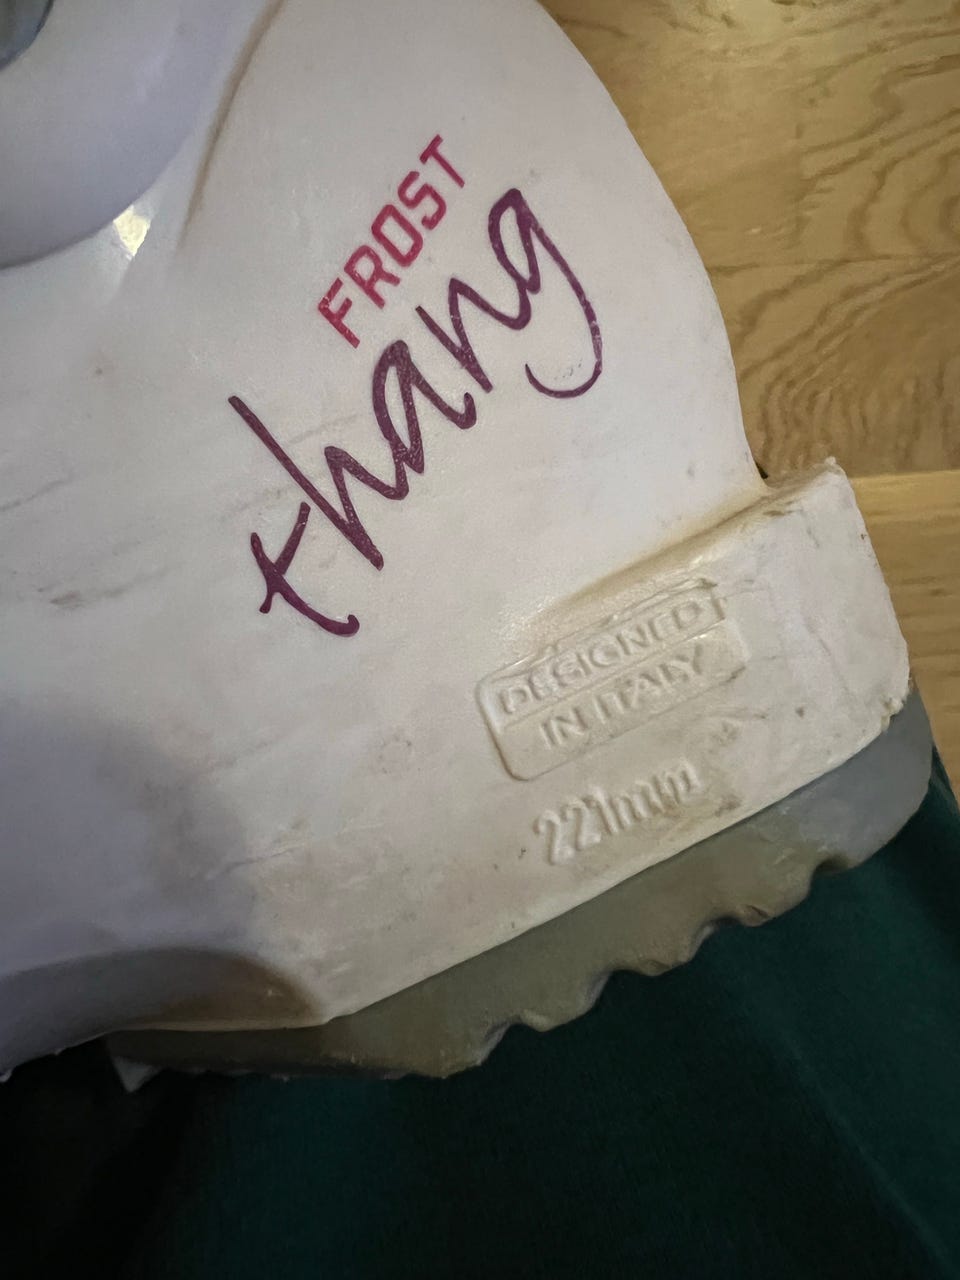 FROST
thang
DESIGNED
IN ITALY
221mm